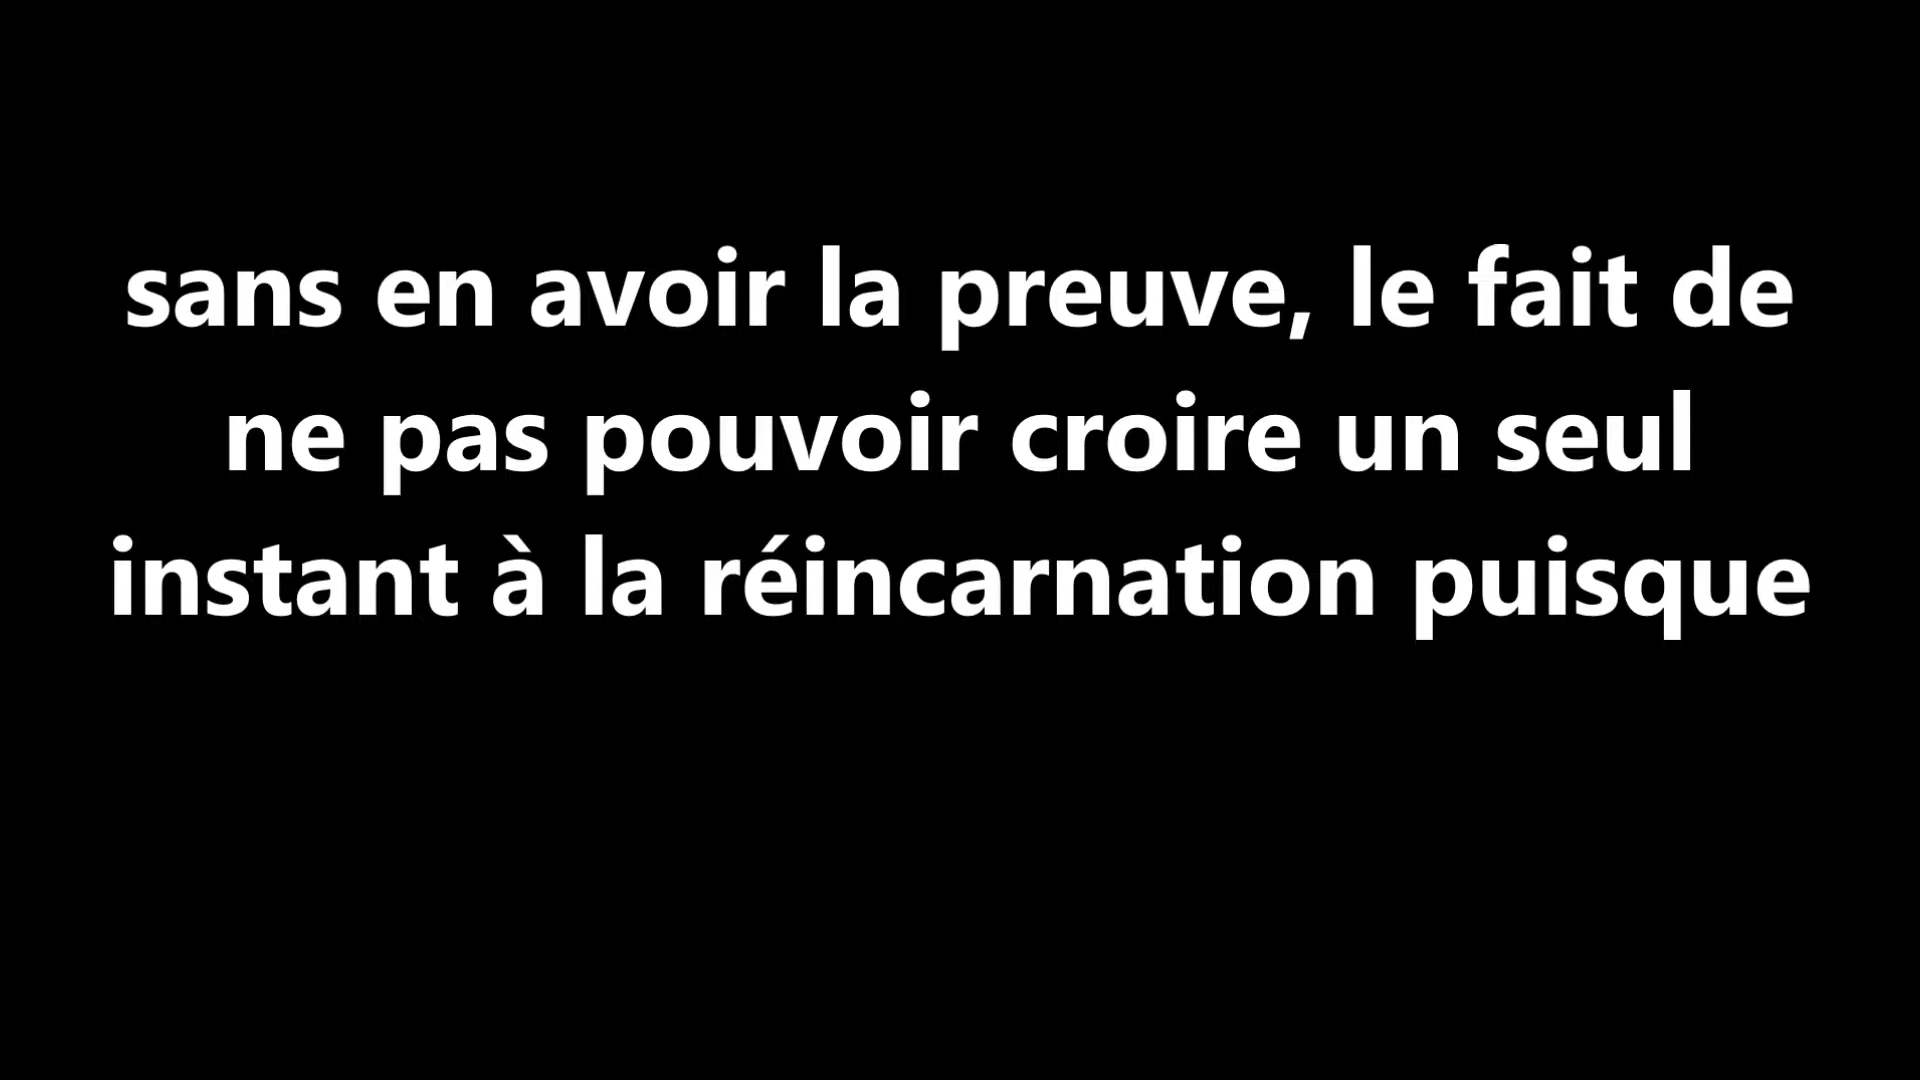 sans en avoir la preuve, le fait de
ne pas pouvoir croire un seul
instant à la réincarnation puisque